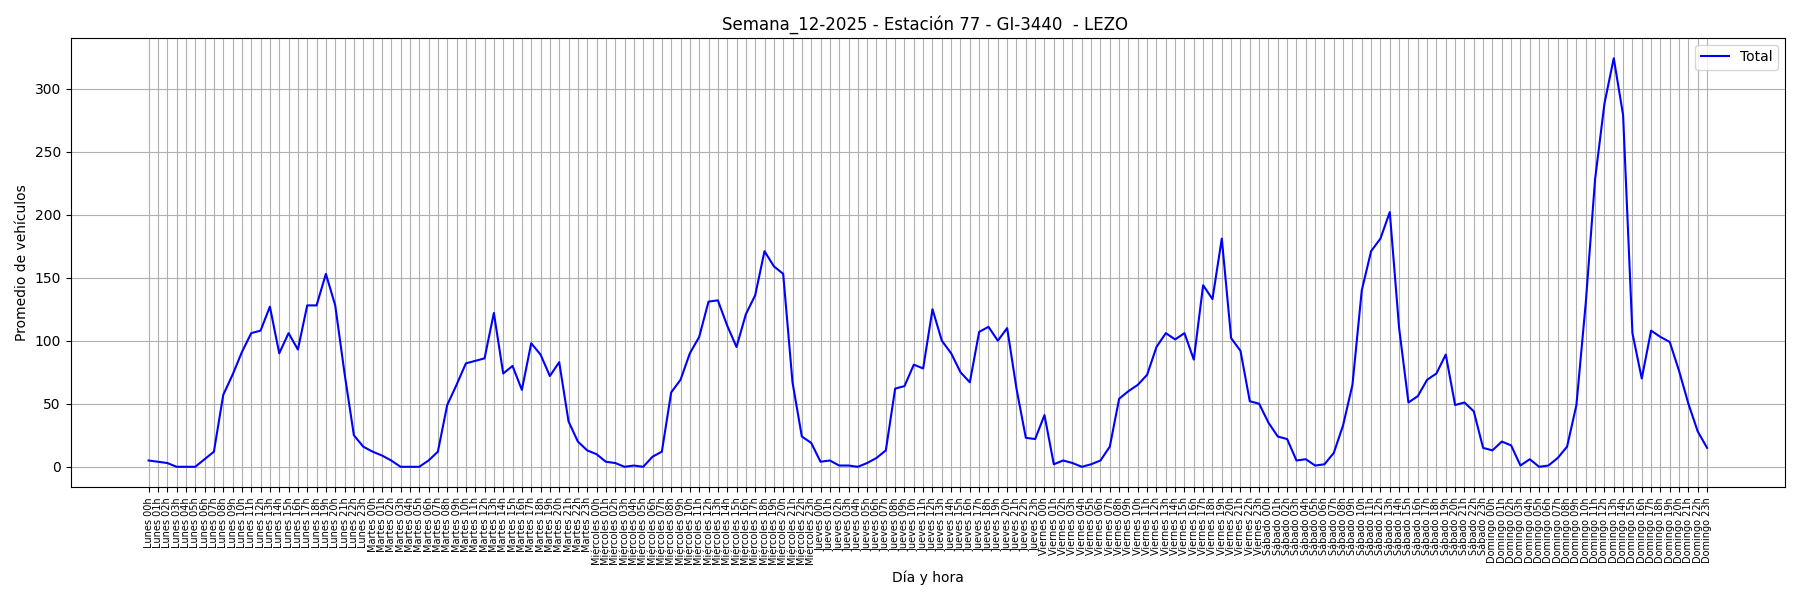 Semana_12-2025 - Estación 77 - GI-3440 - LEZO
Total
Promedio de vehículos
300
250
200
150
100
50
0
Lunes 00h
Lunes 01h
Lunes 02h
Lunes 03h
Lunes 04h
Lunes 05h
Lunes 06h
Lunes 07h
Lunes 08h
Lunes 09h
Lunes 10h
Lunes 11h
Lunes 12h
Lunes 13h
Lunes 14h
Lunes 15h
Lunes 16h
Lunes 17h
Lunes 18h
Lunes 19h
Lunes 20h
Lunes 21h
Lunes 22h
Lunes 23h
Martes 00h
Martes 01h
Martes 02h
Martes 03h
Martes 04h
Martes 05h
Martes 06h
Martes 07h
Martes 08h
Martes 09h
Martes 10h
Martes 11h
Martes 12h
Martes 13h
Martes 14h
Martes 15h
Martes 16h
Martes 17h
Martes 18h
Martes 19h
Martes 20h
Martes 21h
Martes 22h
Martes 23h
Miércoles 00h
Miércoles 01h
Miércoles 02h
Miércoles 03h
Miércoles 04h
Miércoles 05h
Miércoles 06h
Miércoles 07h
Miércoles 08h
Miércoles 09h
Miércoles 10h
Miércoles 11h
Miércoles 12h
Miércoles 13h
Miércoles 14h
Miércoles 15h
Miércoles 16h
Miércoles 17h
Miércoles 18h
Miércoles 19h
Miércoles 20h
Miércoles 21h
Miércoles 22h
Miércoles 23h
Jueves 00h
Jueves 01h
Jueves 02h
Jueves 03h
Jueves 04h
Jueves 05h
Jueves 06h
Jueves 07h
Jueves 08h
Jueves 09h
Jueves 10h
Jueves 11h
Jueves 12h
Jueves 13h
Jueves 14h
Jueves 15h
Jueves 16h
Jueves 17h
Jueves 18h
Jueves 19h
Jueves 20h
Jueves 21h
Jueves 22h
Jueves 23h
Viernes 00h
Viernes 01h
Viernes 02h
Viernes 03h
Viernes 04h
Viernes 05h
Viernes 06h
Viernes 07h
Viernes 08h
Viernes 09h
Viernes 10h
Viernes 11h
Viernes 12h
Viernes 13h
Viernes 14h
Viernes 15h
Viernes 16h
Viernes 17h
Viernes 18h
Viernes 19h
Viernes 20h
Viernes 21h
Viernes 22h
Viernes 23h
Sábado 00h
Sábado 01h
Sábado 02h
Sábado 03h
Sábado 04h
Sábado 05h
Sábado 06h
Sábado 07h
Sábado 08h
Sábado 09h
Sábado 10h
Sábado 11h
Sábado 12h
Sábado 13h
Sábado 14h
Sábado 15h
Sábado 16h
Sábado 17h
Sábado 18h
Sábado 19h
Sábado 20h
Sábado 21h
Sábado 22h
Sábado 23h
Domingo 00h
Domingo 01h
Domingo 02h
Domingo 03h
Domingo 04h
Domingo 05h
Domingo 06h
Domingo 07h
Domingo 08h
Domingo 09h
Domingo 10h
Domingo 11h
Domingo 12h
Domingo 13h
Domingo 14h
Domingo 15h
Domingo 16h
Domingo 17h
Domingo 18h
Domingo 19h
Domingo 20h
Domingo 21h
Domingo 22h
Domingo 23h
Día y hora